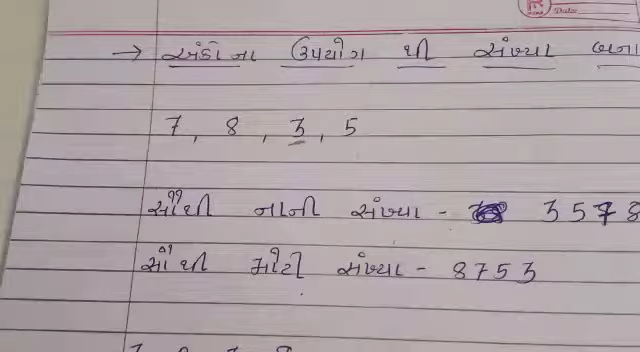 → અંકોના ઉપયોગ થી સંખ્યા બના
7, 8, 3, 5
સૌથી નાની સંખ્યા - 3578
સૌથી મોટી સંખ્યા - 8753